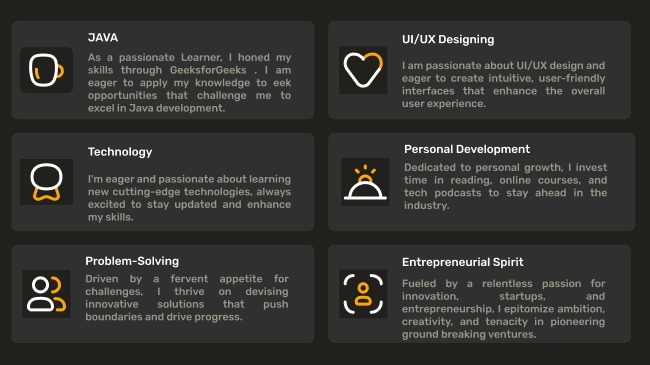 JAVA
As a passionate Learner, I honed my
skills through GeeksforGeeks . I am
eager to apply my knowledge to eek
opportunities that challenge me to
excel in Java development.
UI/UX Designing
I am passionate about UI/UX design and
eager to create intuitive, user-friendly
interfaces that enhance the overall
user experience.
Technology
I'm eager and passionate about learning
new cutting-edge technologies, always
excited to stay updated and enhance
my skills.
Personal Development
Dedicated to personal growth, I invest
time in reading, online courses, and
tech podcasts to stay ahead in the
industry.
Problem-Solving
Driven by a fervent appetite for
challenges, I thrive on devising
innovative solutions that push
boundaries and drive progress.
Entrepreneurial Spirit
Fueled by a relentless passion for
innovation, startups, and
entrepreneurship, I epitomize ambition,
creativity, and tenacity in pioneering
ground breaking ventures.